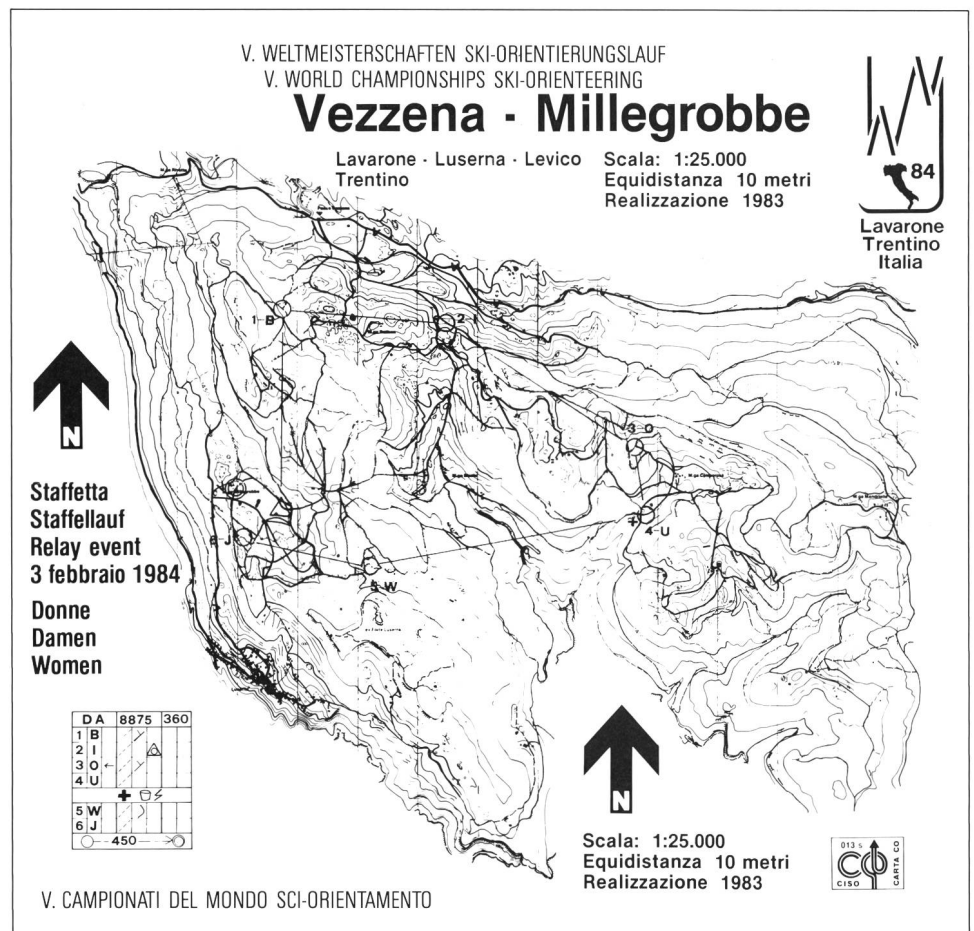 V. WELTMEISTERSCHAFTEN SKI-ORIENTIERUNGSLAUF
V. WORLD CHAMPIONSHIPS SKI-ORIENTEERING
Vezzena - Millegrobbe
Lavarone - Luserna - Levico
Trentino
Scala: 1:25.000
Equidistanza 10 metri
Realizzazione 1983
84
Lavarone
Trentino
Italia
1-B
2-I
3 O
4-U
5 W
6 J
N
Staffetta
Staffellauf
Relay event
3 febbraio 1984
Donne
Damen
Women
DA 8875 360
1 B
2 I
3 O
4 U
5 W
6 J
450
N
Scala: 1:25.000
Equidistanza 10 metri
Realizzazione 1983
013 s
CISO
CARTA CO
V. CAMPIONATI DEL MONDO SCI-ORIENTAMENTO